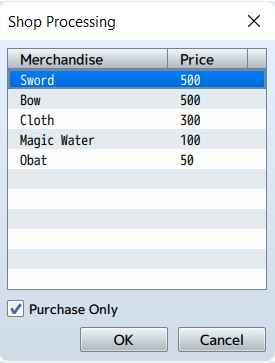 Shop Processing
Merchandise Price
Sword 500
Bow 500
Cloth 300
Magic Water 100
Obat 50
Purchase Only
OK Cancel